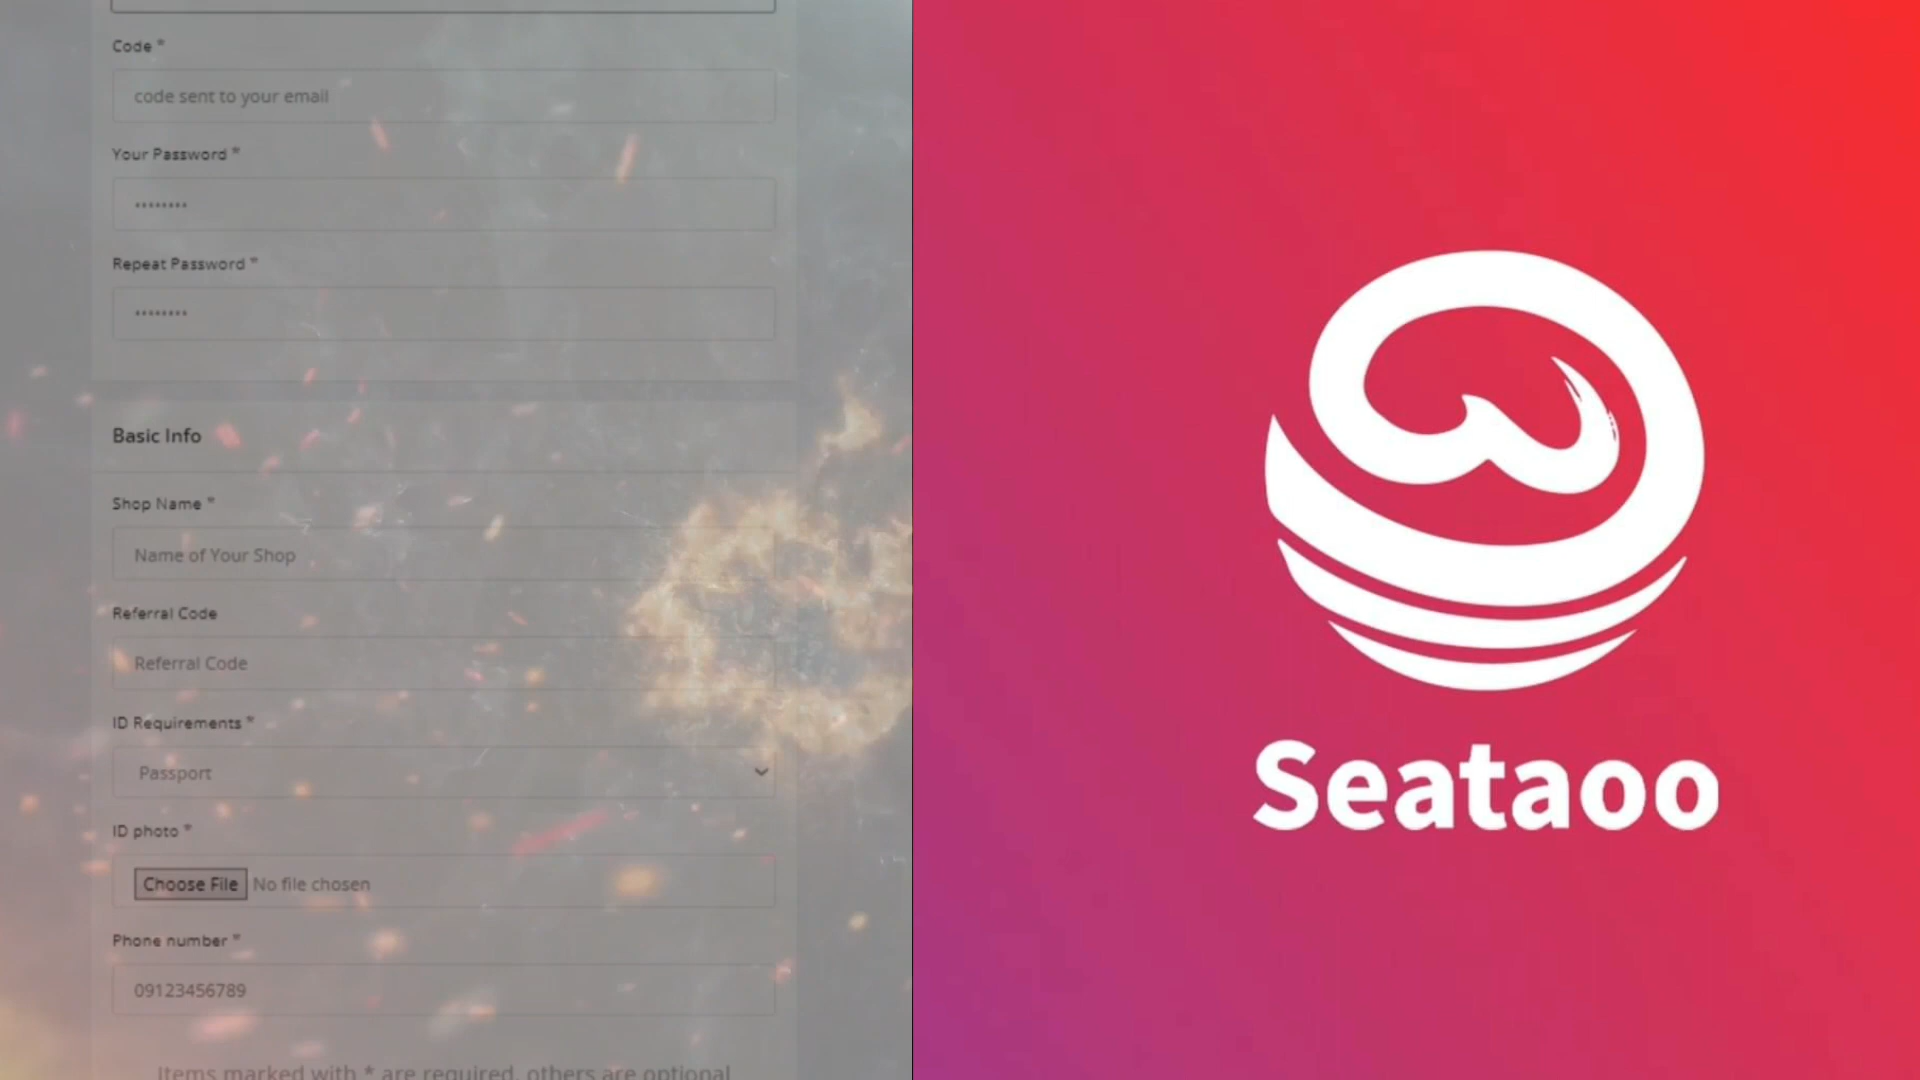 Code *
code sent to your email
Your Password *
••••••••
Repeat Password *
••••••••
Basic Info
Shop Name *
Name of Your Shop
Referral Code
Referral Code
ID Requirements *
Passport
ID photo *
Choose File No file chosen
Phone number *
09123456789
Items marked with * are required, others are optional
Seataoo